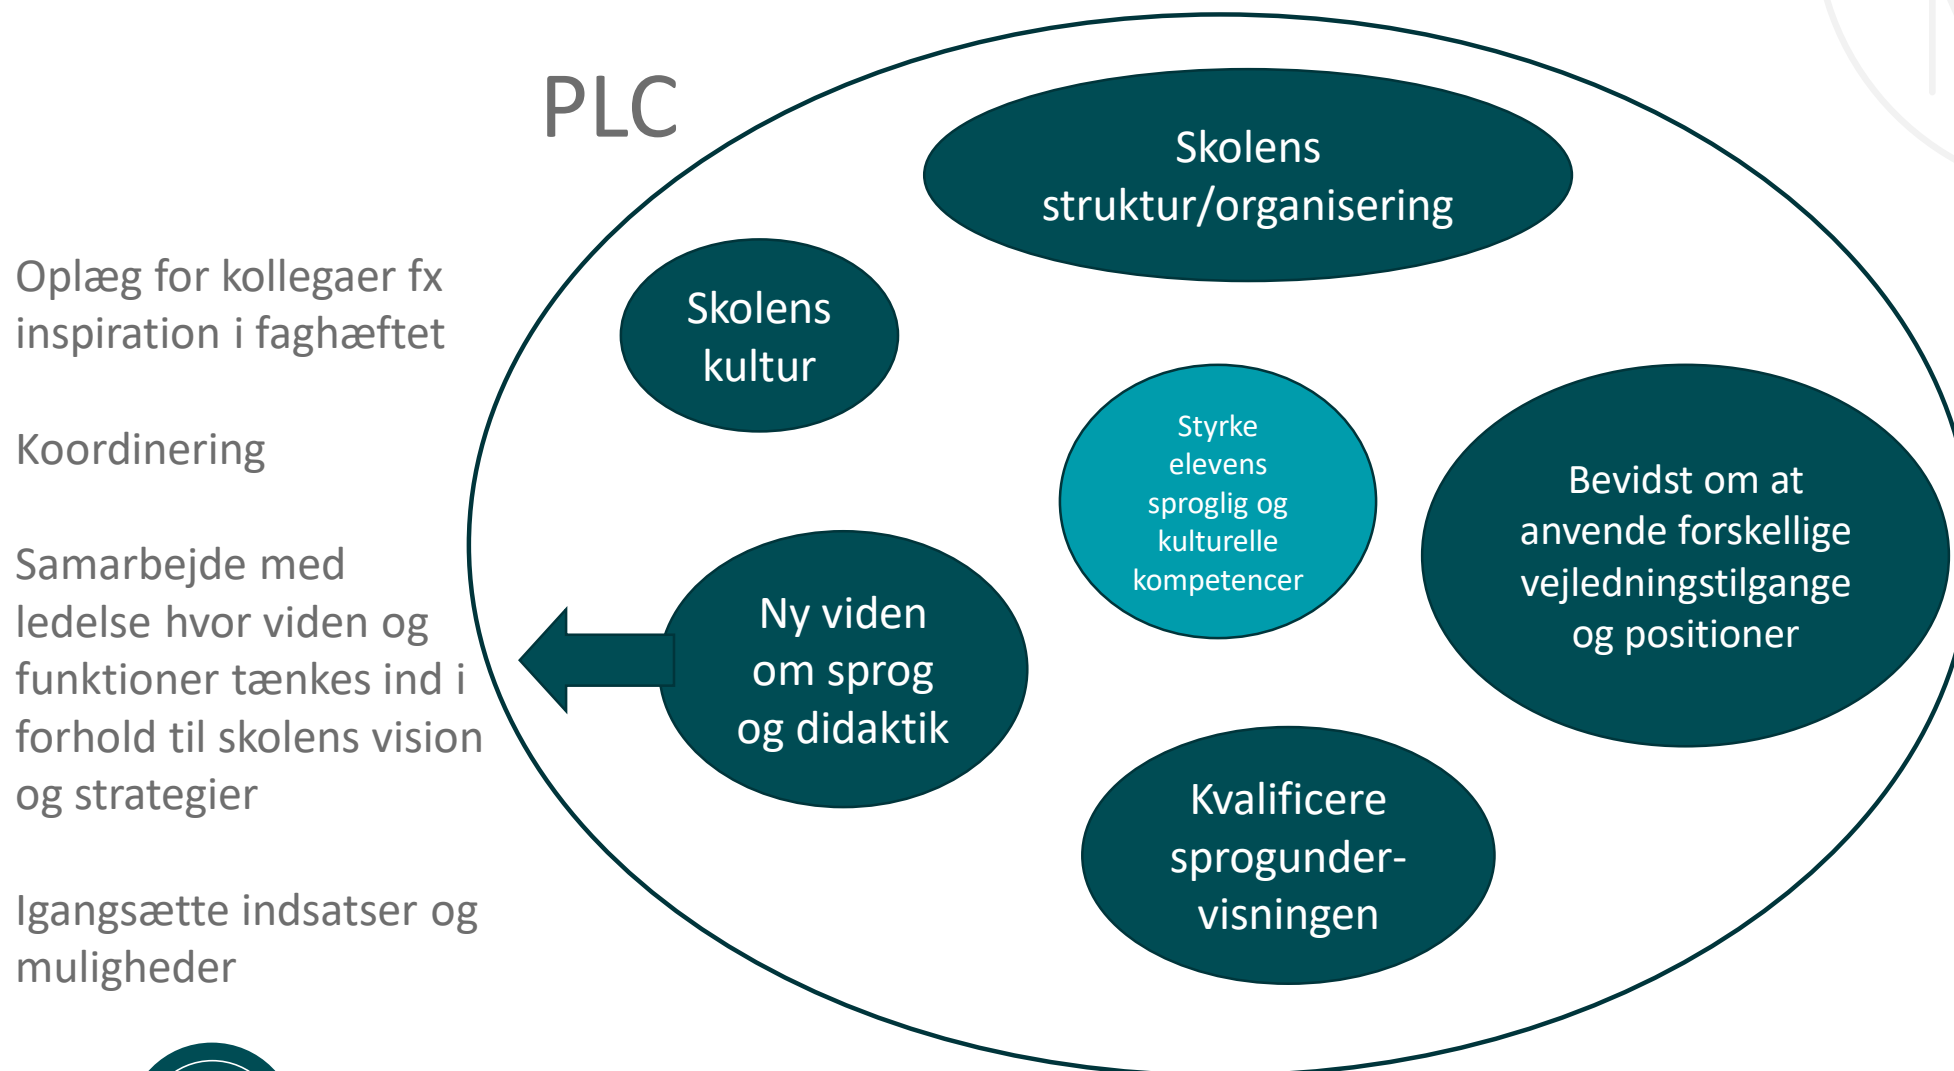 PLC
Oplæg for kollegaer fx
inspiration i faghæftet
Koordinering
Samarbejde med
ledelse hvor viden og
funktioner tænkes ind i
forhold til skolens vision
og strategier
Igangsætte indsatser og
muligheder
Skolens
struktur/organisering
Skolens
kultur
Styrke
elevens
sproglig og
kulturelle
kompetencer
Bevidst om at
anvende forskellige
vejledningstilgange
og positioner
Ny viden
om sprog
og didaktik
Kvalificere
sprogunder-
visningen